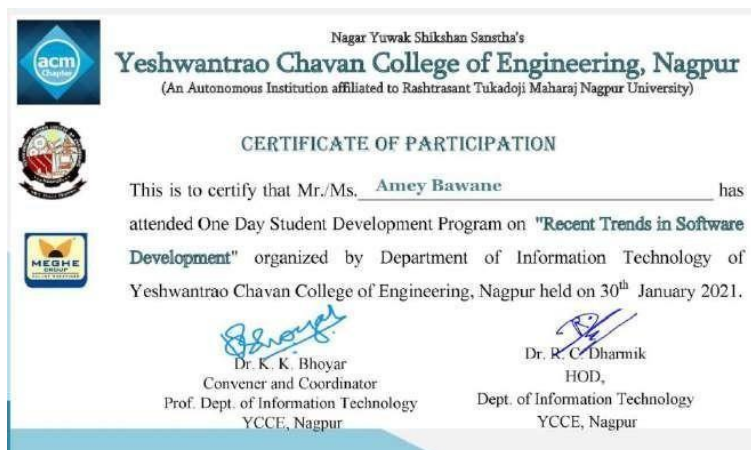 acm
Chapter
Nagar Yuwak Shikshan Sanstha's
Yeshwantrao Chavan College of Engineering, Nagpur
(An Autonomous Institution affiliated to Rashtrasant Tukadoji Maharaj Nagpur University)
CERTIFICATE OF PARTICIPATION
This is to certify that Mr./Ms. Amey Bawane has
attended One Day Student Development Program on "Recent Trends in Software
MEGHE
GROUP
Development" organized by Department of Information Technology of
Yeshwantrao Chavan College of Engineering, Nagpur held on 30th January 2021.
Dr. K. K. Bhoyar
Convener and Coordinator
Prof. Dept. of Information Technology
YCCE, Nagpur
Dr. R. C. Dharmik
HOD,
Dept. of Information Technology
YCCE, Nagpur